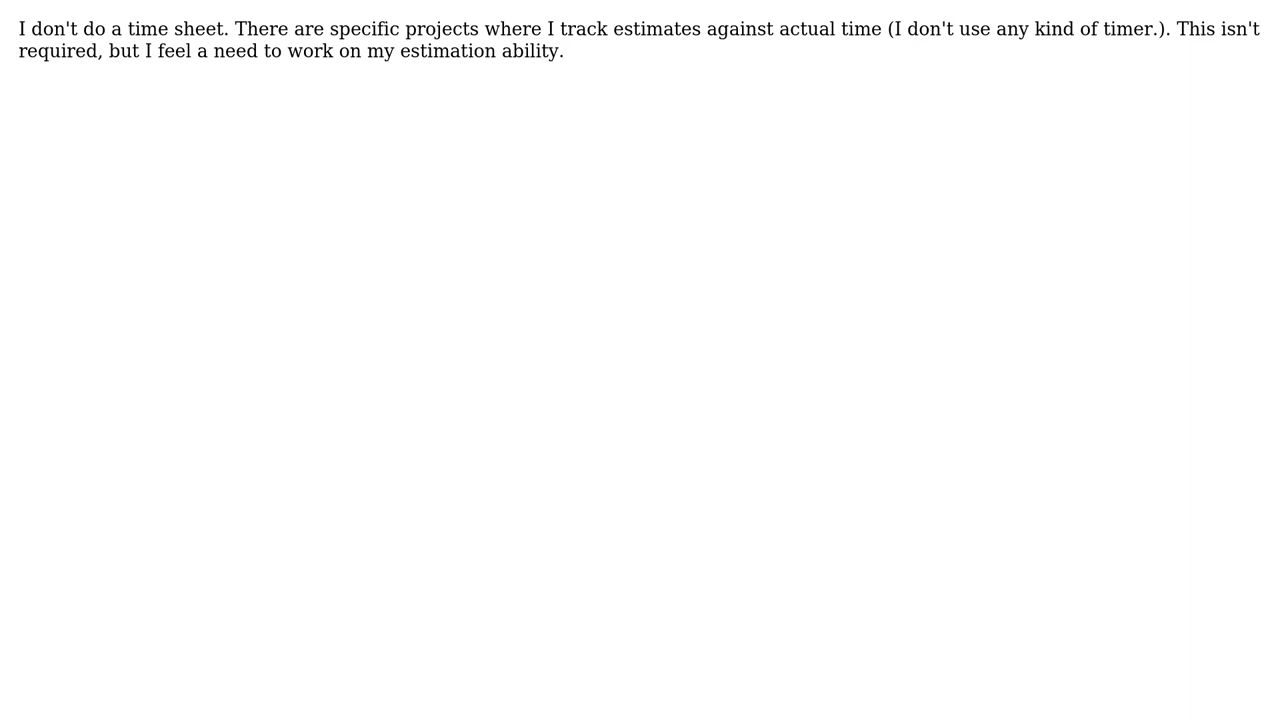 I don't do a time sheet. There are specific projects where I track estimates against actual time (I don't use any kind of timer.). This isn't
required, but I feel a need to work on my estimation ability.